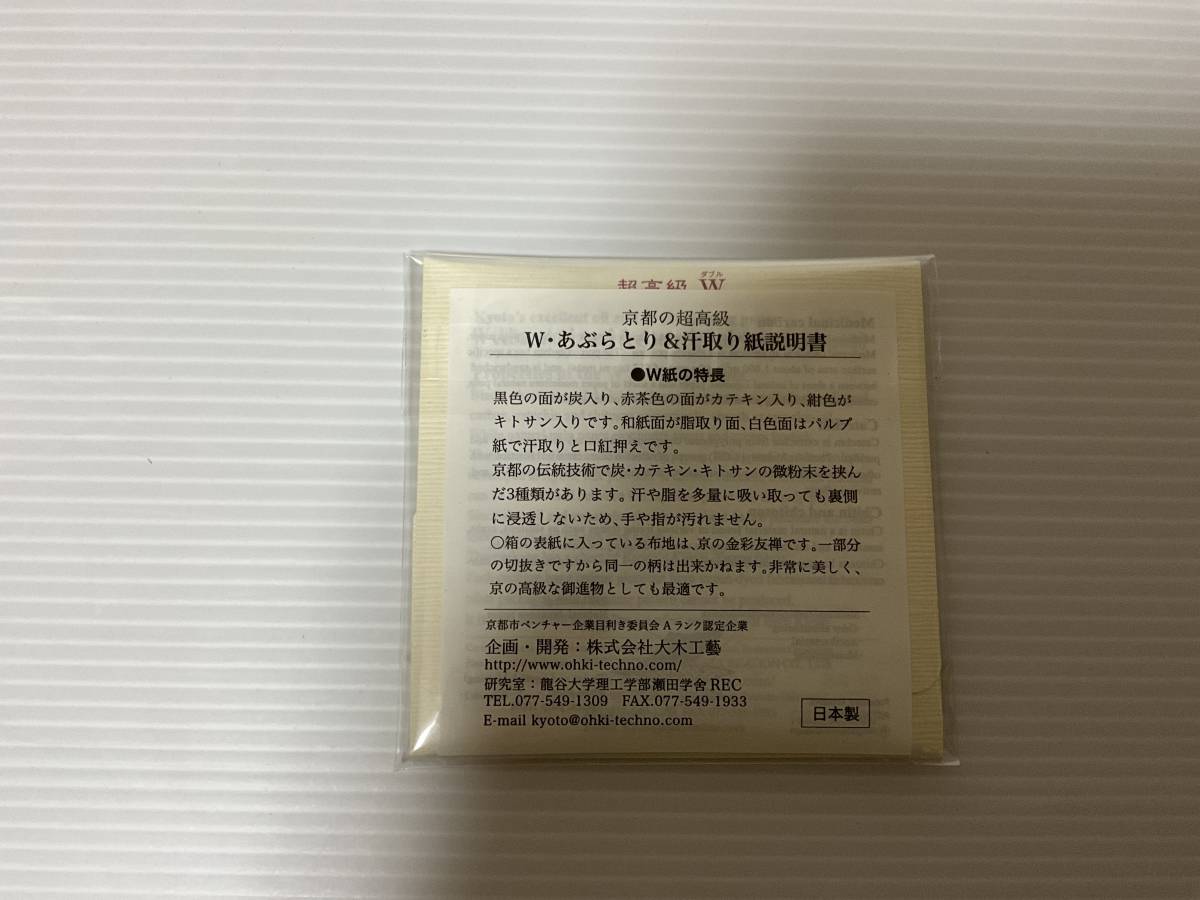 ダブル
超高級 W
京都の超高級
W・あぶらとり&汗取り紙説明書
●W紙の特長
黒色の面が炭入り、赤茶色の面がカテキン入り、紺色が
キトサン入りです。和紙面が脂取り面、白色面はパルプ
紙で汗取りと口紅押えです。
京都の伝統技術で炭・カテキン・キトサンの微粉末を挟ん
だ3種類があります。汗や脂を多量に吸い取っても裏側
に浸透しないため、手や指が汚れません。
〇箱の表紙に入っている布地は、京の金彩友禅です。一部分
の切抜きですから同一の柄は出来かねます。非常に美しく、
京の高級な御進物としても最適です。
京都市ベンチャー企業目利き委員会 A ランク認定企業
企画・開発：株式会社大木工藝
http://www.ohki-techno.com/
研究室：龍谷大学理工学部瀬田学舎 REC
TEL.077-549-1309 FAX.077-549-1933
E-mail kyoto@ohki-techno.com
日本製